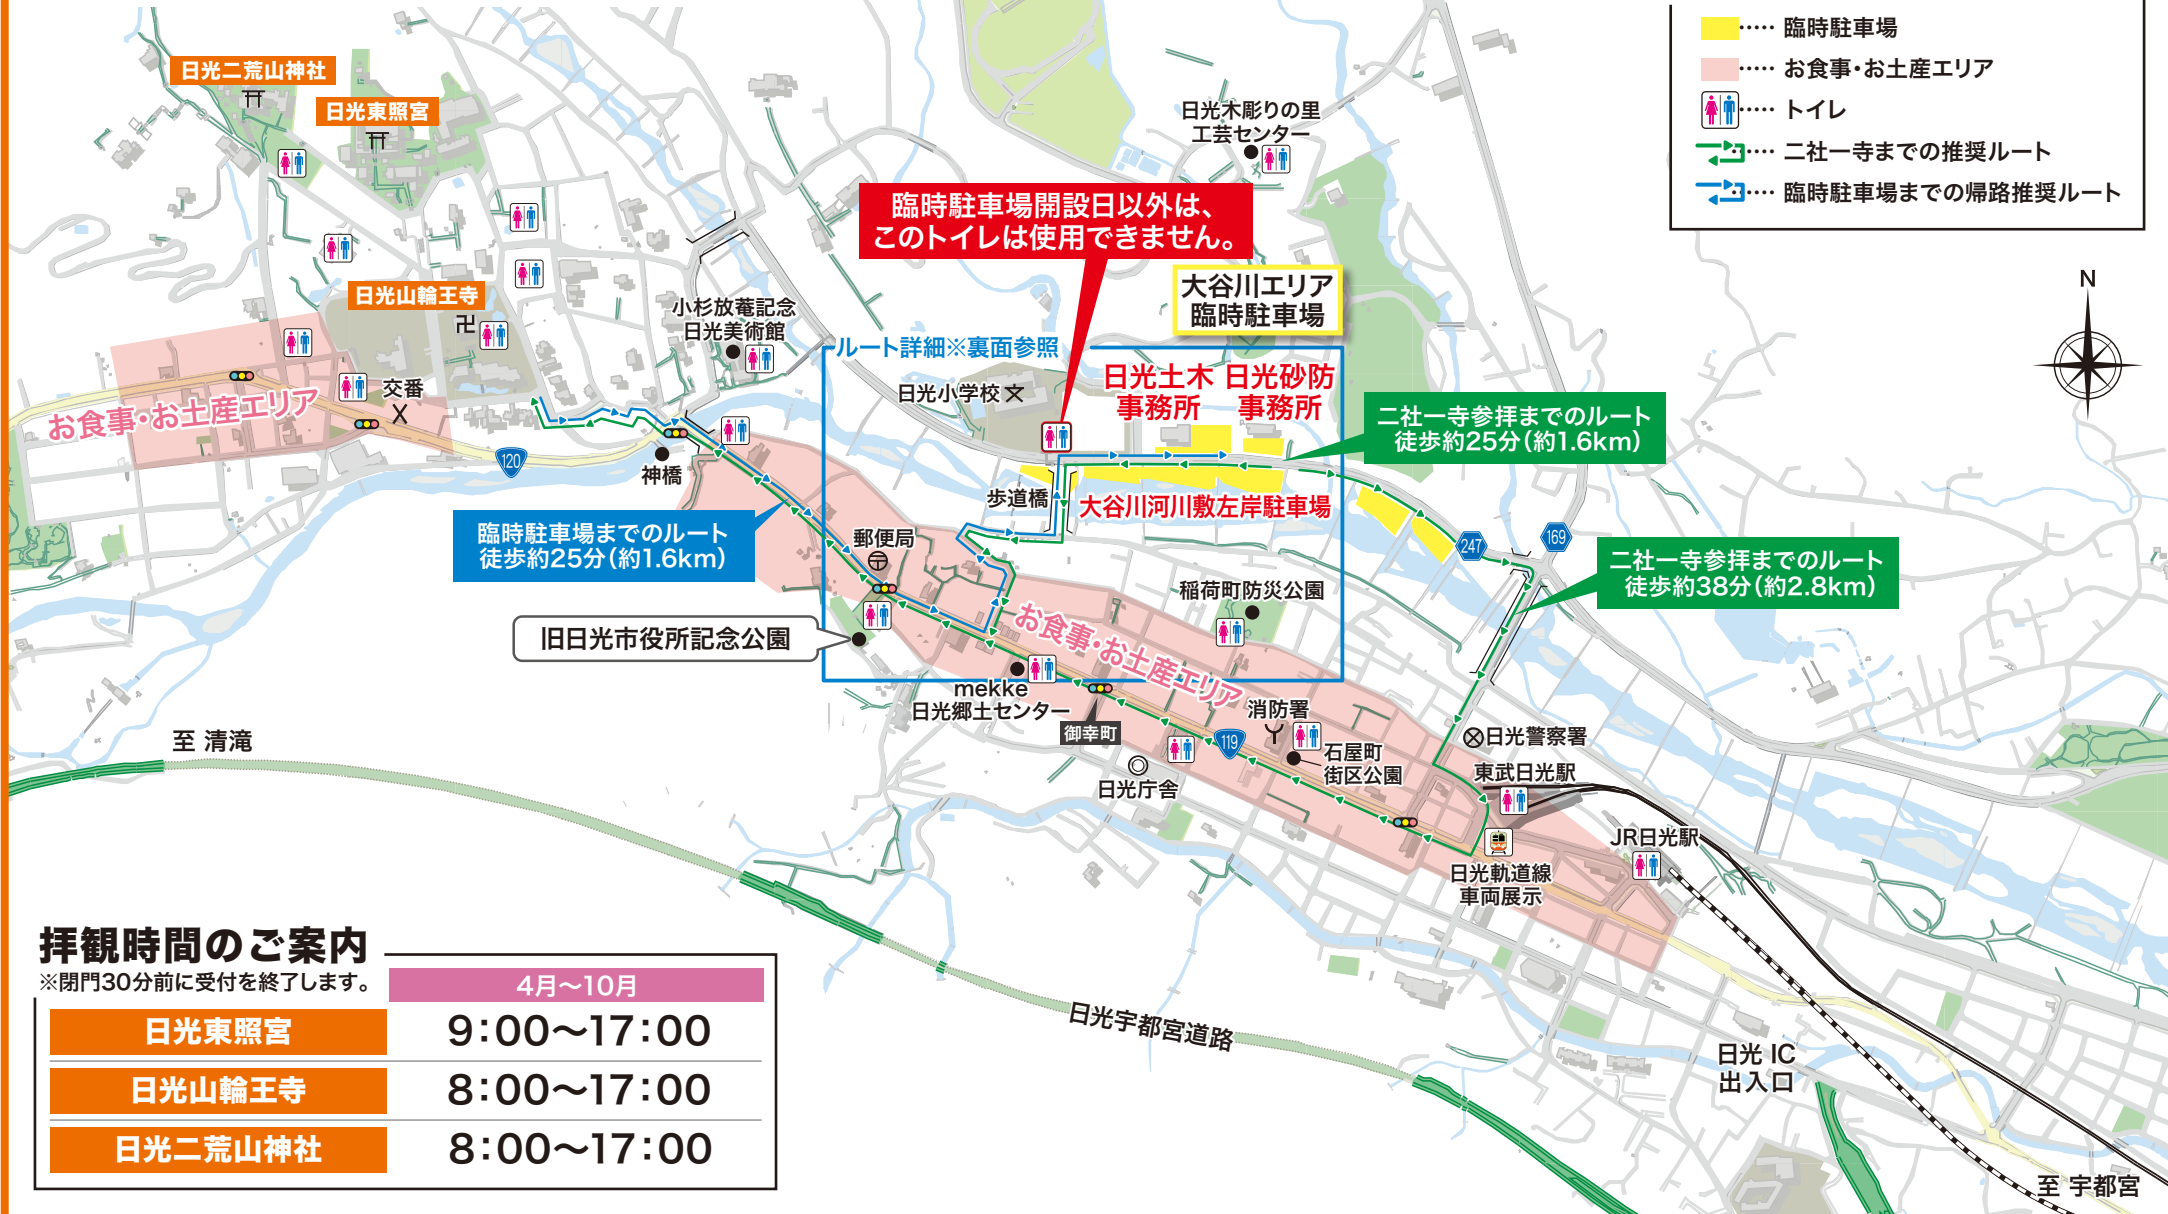 臨時駐車場
お食事・お土産エリア
トイレ
二社一寺までの推奨ルート
臨時駐車場までの帰路推奨ルート
N
日光二荒山神社
日光東照宮
日光木彫りの里
工芸センター
臨時駐車場開設日以外は、
このトイレは使用できません。
大谷川エリア
臨時駐車場
日光山輪王寺
小杉放菴記念
日光美術館
ルート詳細※裏面参照
日光小学校
日光土木
事務所
日光砂防
事務所
二社一寺参拝までのルート
徒歩約25分（約1.6km）
交番
お食事・お土産エリア
120
神橋
歩道橋
大谷川河川敷左岸駐車場
臨時駐車場までのルート
徒歩約25分（約1.6km）
郵便局
247
169
二社一寺参拝までのルート
徒歩約38分（約2.8km）
稲荷町防災公園
旧日光市役所記念公園
お食事・お土産エリア
mekke
日光郷土センター
御幸町
消防署
119
石屋町
街区公園
日光庁舎
日光警察署
東武日光駅
JR日光駅
日光軌道線
車両展示
至 清滝
日光宇都宮道路
日光 IC
出入口
至 宇都宮
拝観時間のご案内
※閉門30分前に受付を終了します。
4月〜10月
日光東照宮 9：00〜17：00
日光山輪王寺 8：00〜17：00
日光二荒山神社 8：00〜17：00